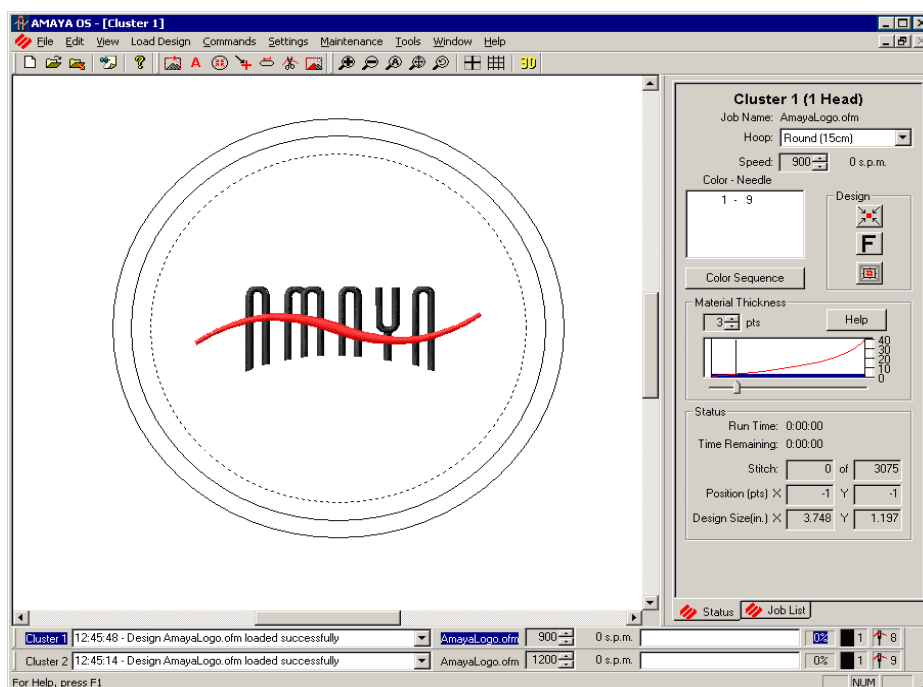 AMAYA OS - [Cluster 1]
File Edit View Load Design Commands Settings Maintenance Tools Window Help
A 3D
Cluster 1 (1 Head)
Job Name: AmayaLogo.ofm
Hoop: Round (15cm)
Speed: 900 0 s.p.m.
Color - Needle
1 - 9
Design
F
Color Sequence
Material Thickness
3 pts Help
40
30
20
10
0
Status
Run Time: 0:00:00
Time Remaining: 0:00:00
Stitch: 0 of 3075
Position (pts) X -1 Y -1
Design Size(in.) X 3.748 Y 1.197
Status Job List
AMAYA
Cluster 1 12:45:48 - Design AmayaLogo.ofm loaded successfully AmayaLogo.ofm 900 0 s.p.m. 0% 1 8
Cluster 2 12:45:14 - Design AmayaLogo.ofm loaded successfully AmayaLogo.ofm 1200 0 s.p.m. 0% 1 9
For Help, press F1 NUM